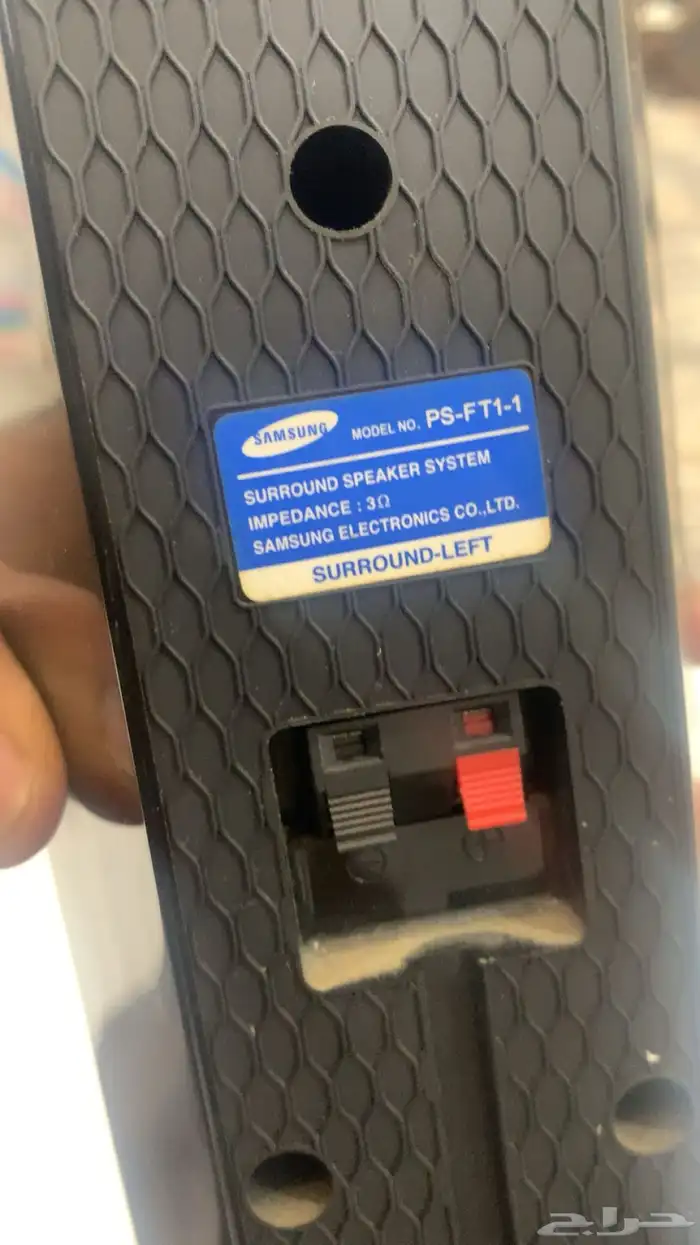 SAMSUNG MODEL NO. PS-FT1-1
SURROUND SPEAKER SYSTEM
IMPEDANCE : 3Ω
SAMSUNG ELECTRONICS CO.,LTD.
SURROUND-LEFT
حراج